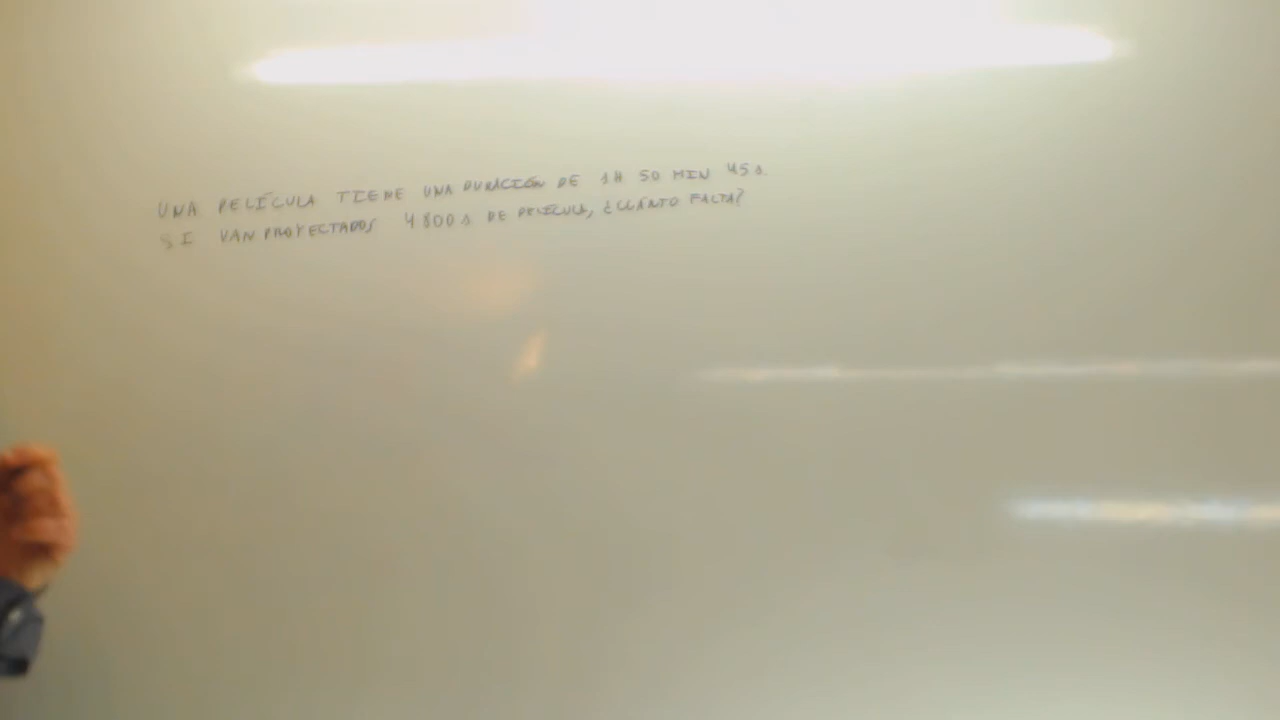 UNA PELÍCULA TIENE UNA DURACIÓN DE 1H 50 MIN 45 s.
SI VAN PROYECTADOS 4800 s DE PELÍCULA, ¿CUÁNTO FALTA?